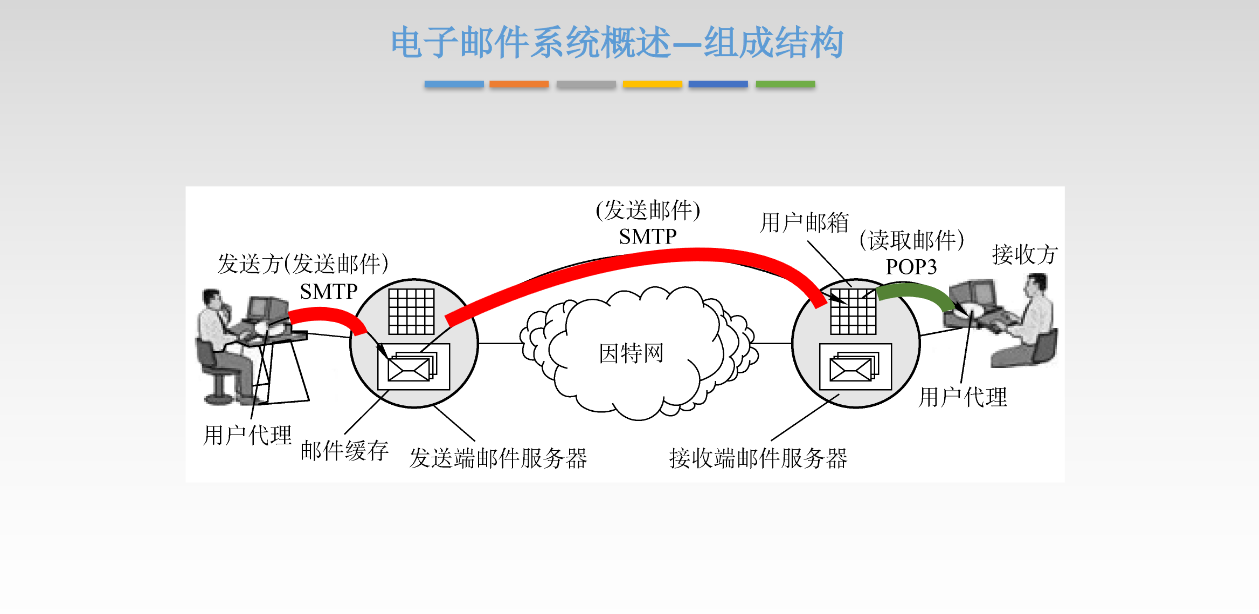 电子邮件系统概述—组成结构
(发送邮件)
SMTP
用户邮箱
(读取邮件)
POP3
接收方
发送方(发送邮件)
SMTP
因特网
用户代理
用户代理
邮件缓存
发送端邮件服务器
接收端邮件服务器